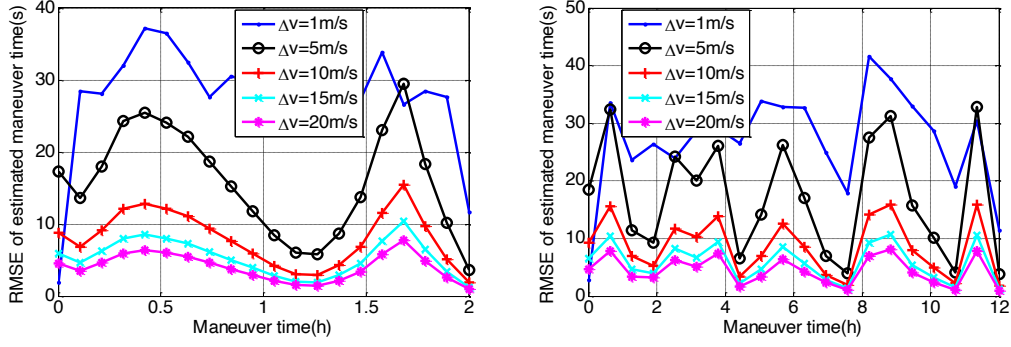 RMSE of estimated maneuver time(s)
40
30
20
10
0
0
0.5
1
1.5
2
Maneuver time(h)
Δv=1m/s
Δv=5m/s
Δv=10m/s
Δv=15m/s
Δv=20m/s
RMSE of estimated maneuver time(s)
50
40
30
20
10
0
0
2
4
6
8
10
12
Maneuver time(h)
Δv=1m/s
Δv=5m/s
Δv=10m/s
Δv=15m/s
Δv=20m/s